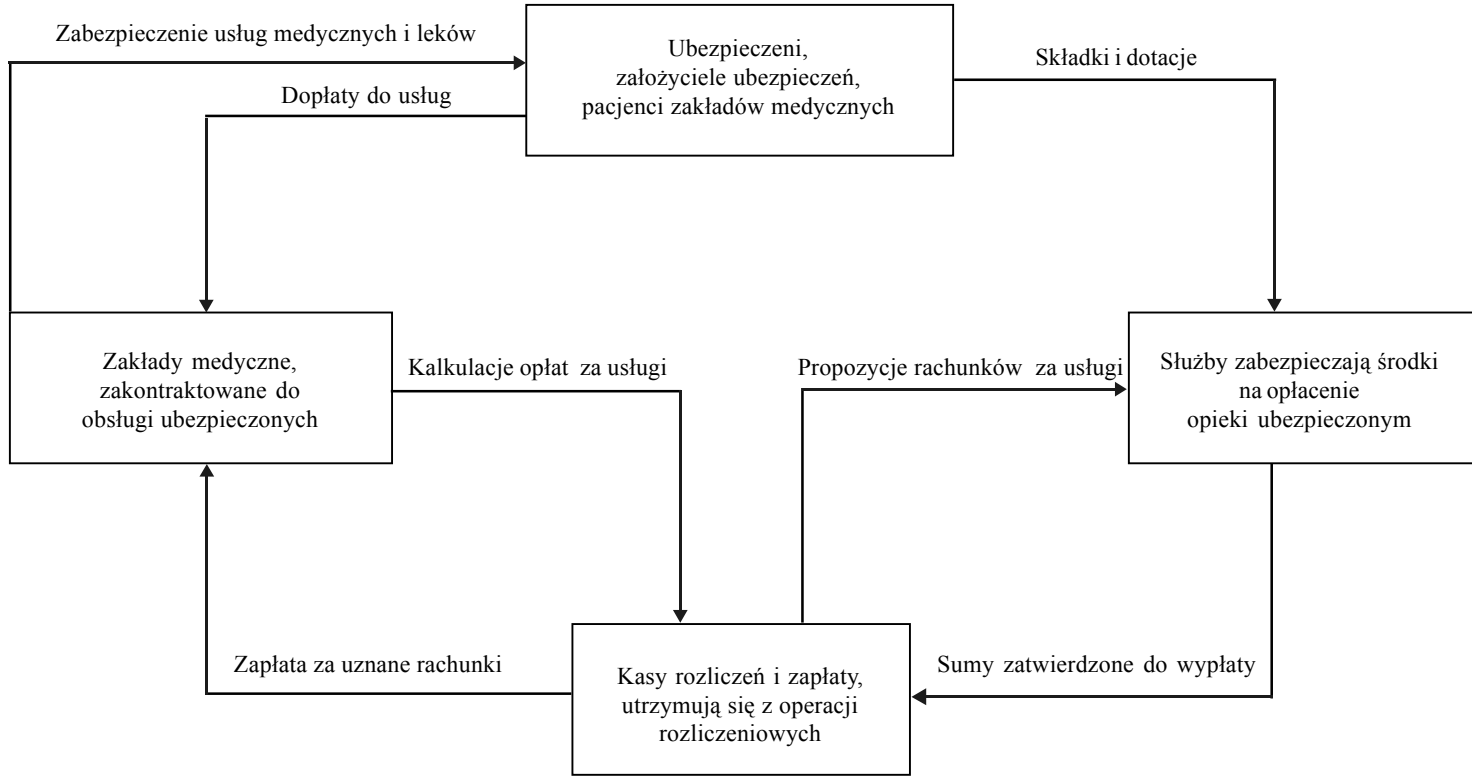 Zabezpieczenie usług medycznych i leków
Ubezpieczeni,
założyciele ubezpieczeń,
pacjenci zakładów medycznych
Składki i dotacje
Dopłaty do usług
Zakłady medyczne,
zakontraktowane do
obsługi ubezpieczonych
Kalkulacje opłat za usługi
Propozycje rachunków za usługi
Służby zabezpieczają środki
na opłacenie
opieki ubezpieczonym
Zapłata za uznane rachunki
Kasy rozliczeń i zapłaty,
utrzymują się z operacji
rozliczeniowych
Sumy zatwierdzone do wypłaty